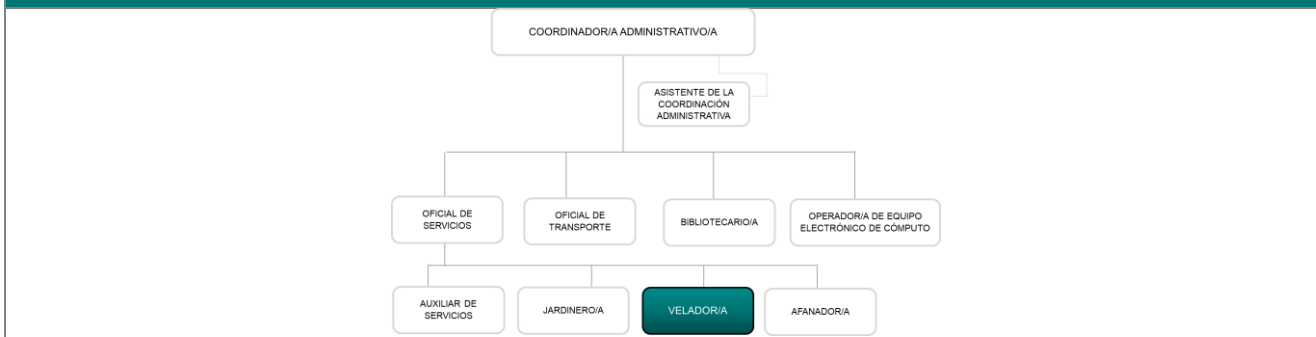 COORDINADOR/A ADMINISTRATIVO/A
ASISTENTE DE LA
COORDINACIÓN
ADMINISTRATIVA
OFICIAL DE
SERVICIOS
OFICIAL DE
TRANSPORTE
BIBLIOTECARIO/A
OPERADOR/A DE EQUIPO
ELECTRÓNICO DE CÓMPUTO
AUXILIAR DE
SERVICIOS
JARDINERO/A
VELADOR/A
AFANADOR/A